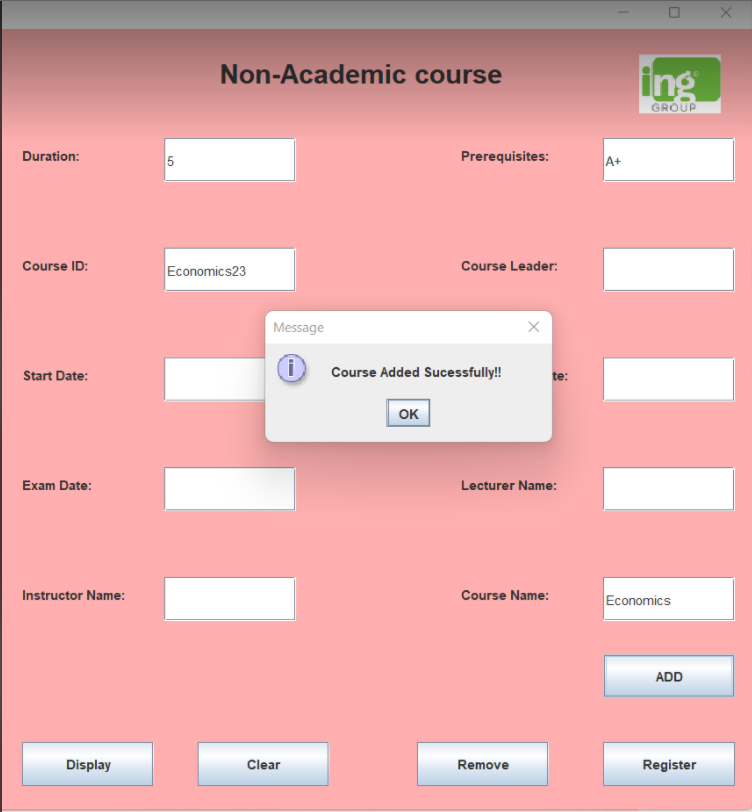 Non-Academic course
ing
GROUP
Duration:
5
Prerequisites:
A+
Course ID:
Economics23
Course Leader:
Message
i
Course Added Sucessfully!!
OK
Start Date:
te:
Exam Date:
Lecturer Name:
Instructor Name:
Course Name:
Economics
ADD
Display
Clear
Remove
Register